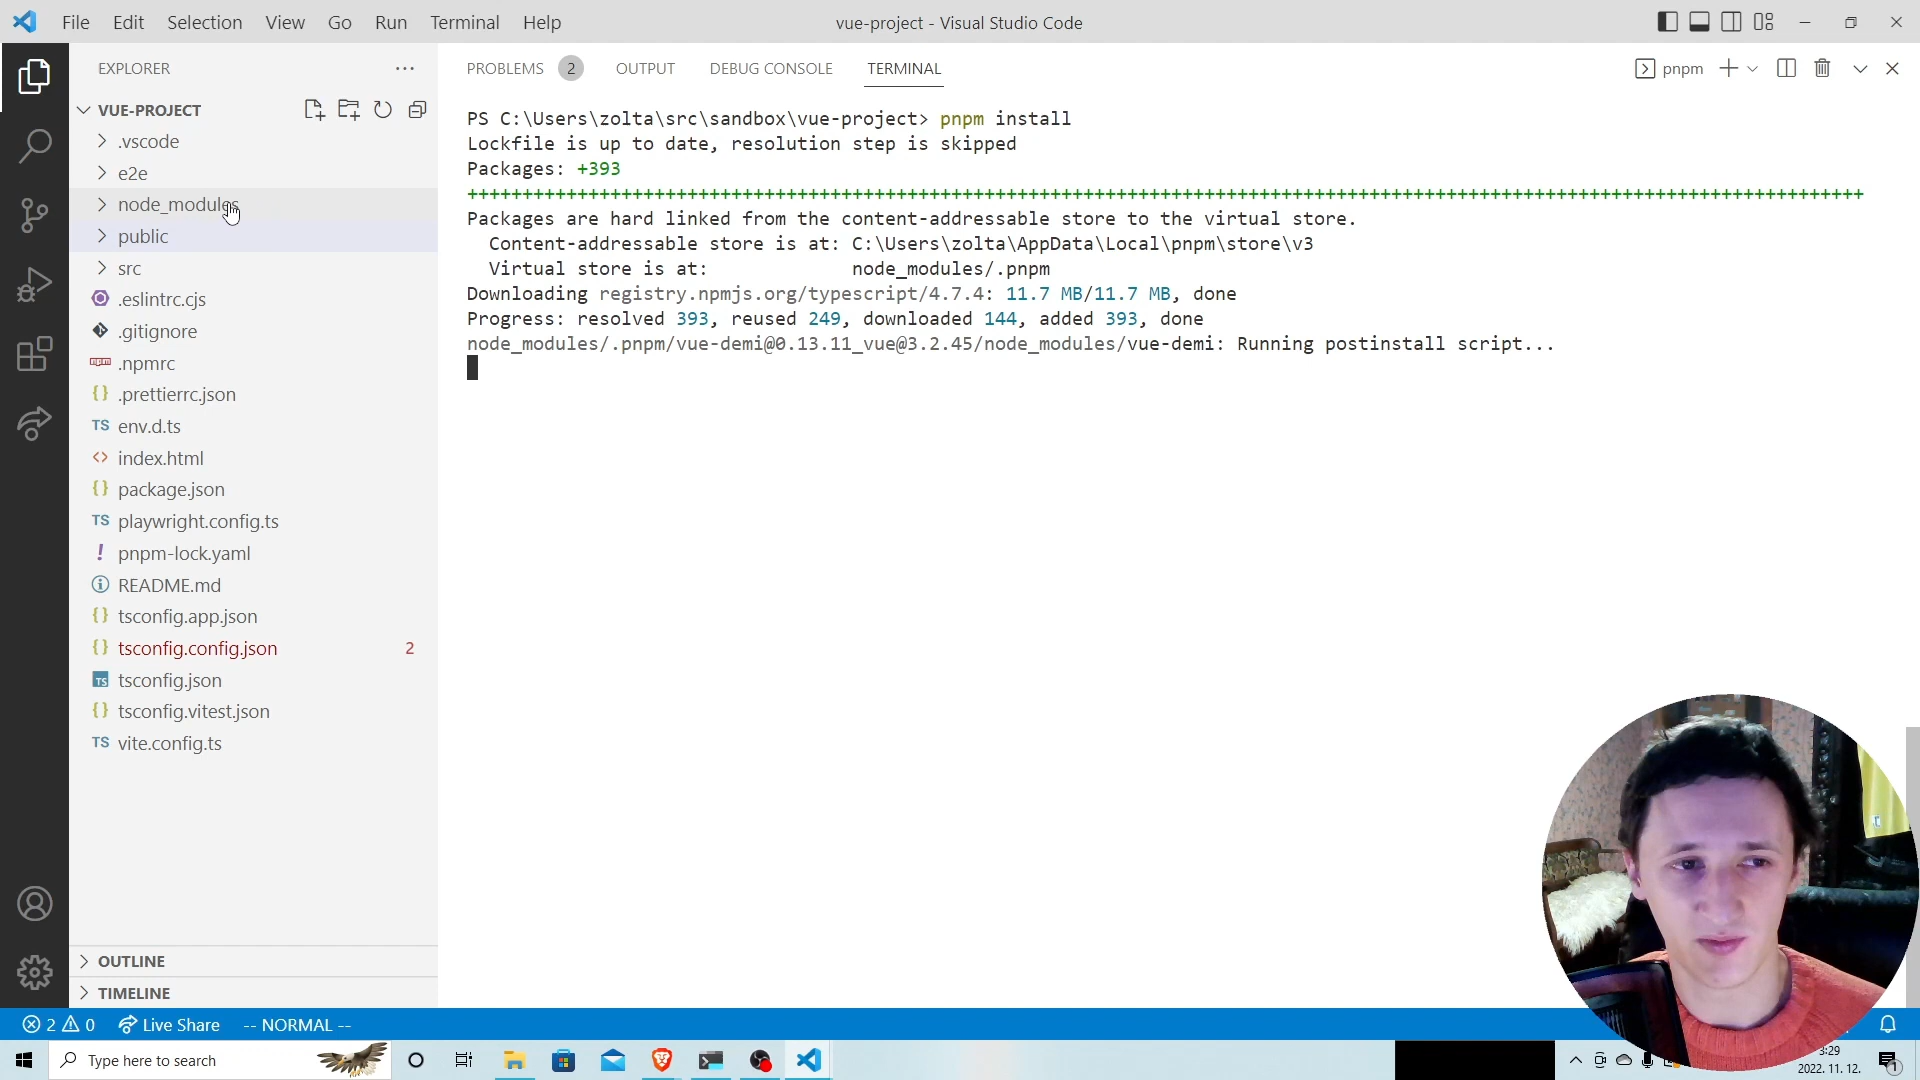 File Edit Selection View Go Run Terminal Help
vue-project - Visual Studio Code
EXPLORER
VUE-PROJECT
.vscode
e2e
node_modules
public
src
.eslintrc.cjs
.gitignore
.npmrc
.prettierrc.json
TS env.d.ts
index.html
package.json
TS playwright.config.ts
pnpm-lock.yaml
README.md
tsconfig.app.json
tsconfig.config.json 2
TS tsconfig.json
tsconfig.vitest.json
TS vite.config.ts
OUTLINE
TIMELINE
PROBLEMS 2 OUTPUT DEBUG CONSOLE TERMINAL
pnpm
PS C:\Users\zolta\src\sandbox\vue-project> pnpm install
Lockfile is up to date, resolution step is skipped
Packages: +393
+++++++++++++++++++++++++++++++++++++++++++++++++++++++++++++++++++++++++++++++++++++++++++++++++++++++++++++++++++++++++++++++
Packages are hard linked from the content-addressable store to the virtual store.
Content-addressable store is at: C:\Users\zolta\AppData\Local\pnpm\store\v3
Virtual store is at: node_modules/.pnpm
Downloading registry.npmjs.org/typescript/4.7.4: 11.7 MB/11.7 MB, done
Progress: resolved 393, reused 249, downloaded 144, added 393, done
node_modules/.pnpm/vue-demi@0.13.11_vue@3.2.45/node_modules/vue-demi: Running postinstall script...
2 0 Live Share -- NORMAL --
Type here to search
3:29
2022. 11. 12.
1